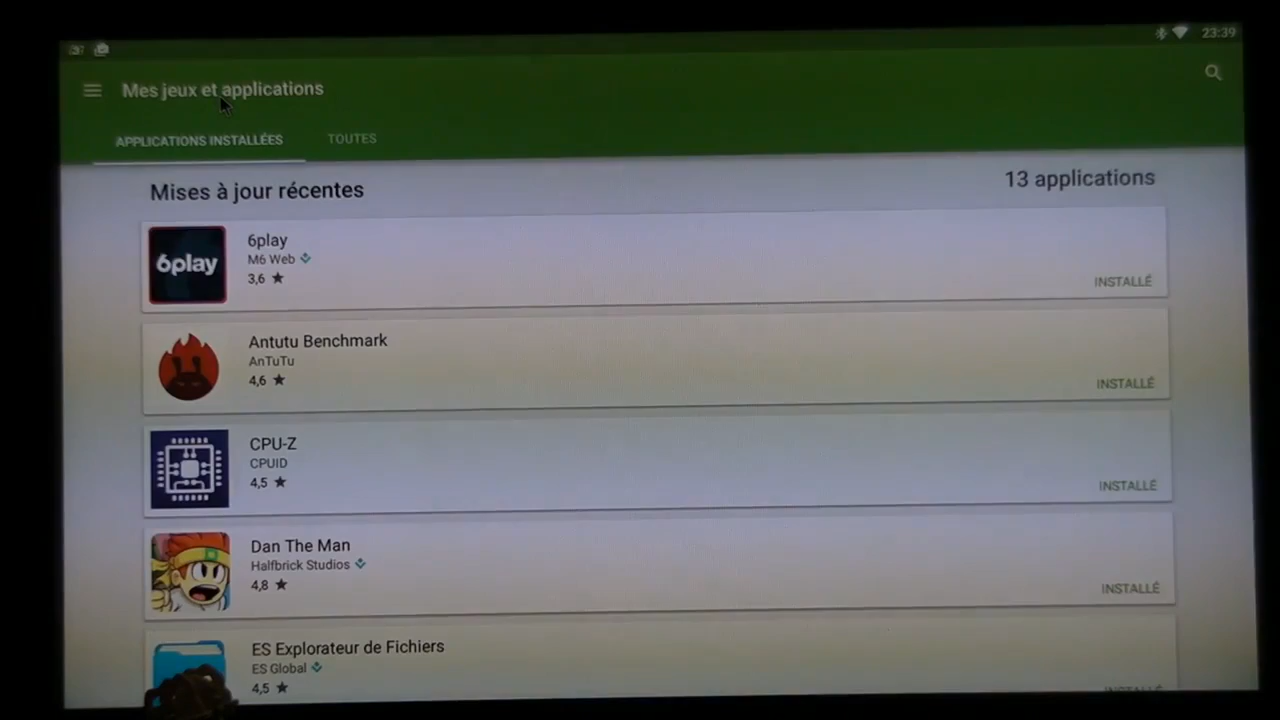 23:39
Mes jeux et applications
APPLICATIONS INSTALLÉES TOUTES
Mises à jour récentes 13 applications
6play
6play
M6 Web
3,6 ★
INSTALLÉ
Antutu Benchmark
AnTuTu
4,6 ★
INSTALLÉ
CPU-Z
CPUID
4,5 ★
INSTALLÉ
Dan The Man
Halfbrick Studios
4,8 ★
INSTALLÉ
ES Explorateur de Fichiers
ES Global
4,5 ★
INSTALLÉ